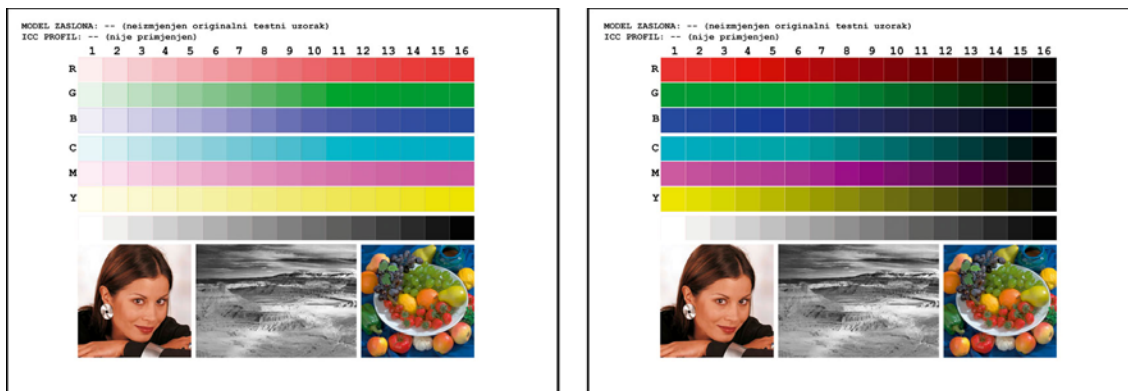 MODEL ZASLONA: -- (neizmjenjen originalni testni uzorak)
ICC PROFIL: -- (nije primjenjen)
1 2 3 4 5 6 7 8 9 10 11 12 13 14 15 16
R
G
B
C
M
Y
MODEL ZASLONA: -- (neizmjenjen originalni testni uzorak)
ICC PROFIL: -- (nije primjenjen)
1 2 3 4 5 6 7 8 9 10 11 12 13 14 15 16
R
G
B
C
M
Y